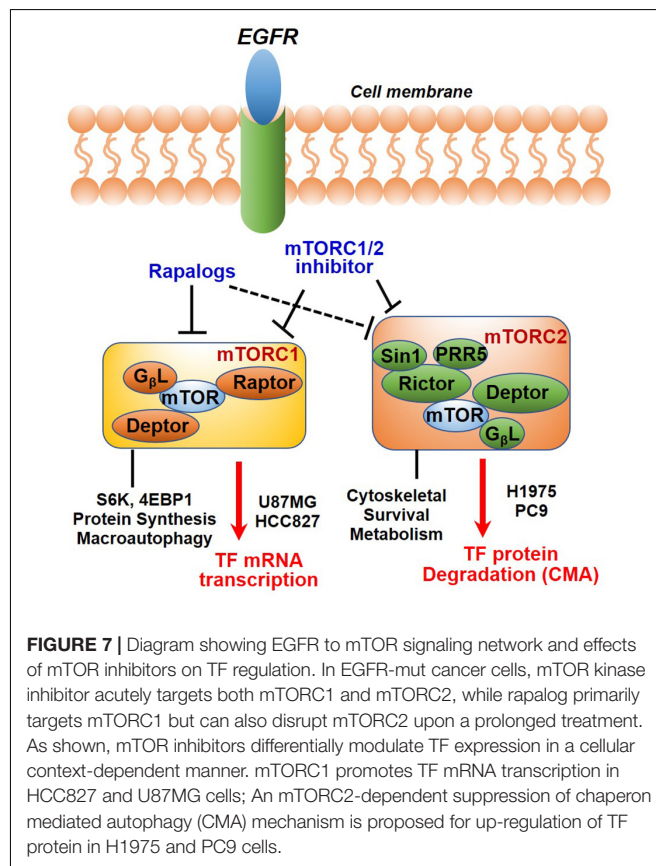 EGFR
Cell membrane
mTORC1/2
inhibitor
Rapalogs
mTORC1
GβL
mTOR
Raptor
Deptor
mTORC2
Sin1
PRR5
Rictor
Deptor
mTOR
GβL
S6K, 4EBP1
Protein Synthesis
Macroautophagy
U87MG
HCC827
TF mRNA
transcription
Cytoskeletal
Survival
Metabolism
H1975
PC9
TF protein
Degradation (CMA)
FIGURE 7 | Diagram showing EGFR to mTOR signaling network and effects
of mTOR inhibitors on TF regulation. In EGFR-mut cancer cells, mTOR kinase
inhibitor acutely targets both mTORC1 and mTORC2, while rapalog primarily
targets mTORC1 but can also disrupt mTORC2 upon a prolonged treatment.
As shown, mTOR inhibitors differentially modulate TF expression in a cellular
context-dependent manner. mTORC1 promotes TF mRNA transcription in
HCC827 and U87MG cells; An mTORC2-dependent suppression of chaperon
mediated autophagy (CMA) mechanism is proposed for up-regulation of TF
protein in H1975 and PC9 cells.